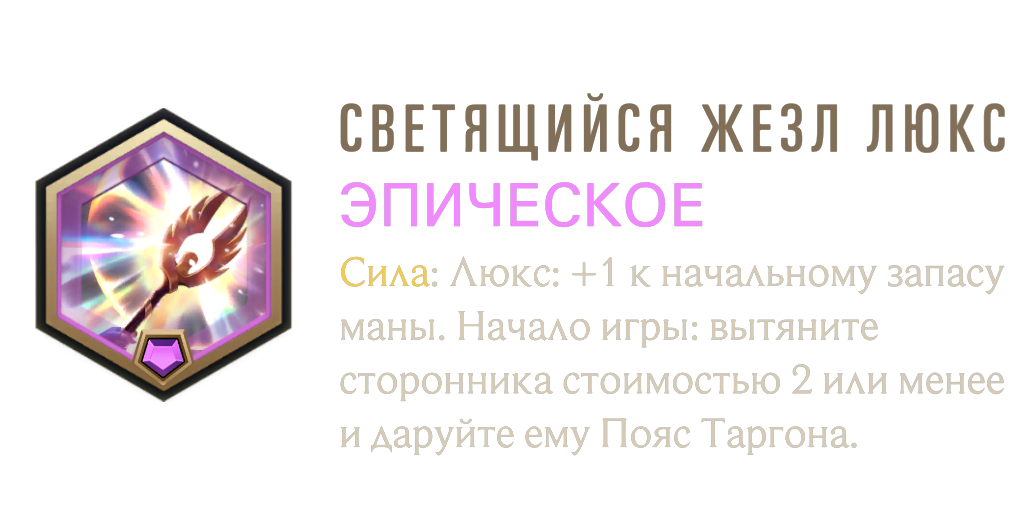 СВЕТЯЩИЙСЯ ЖЕЗЛ ЛЮКС
ЭПИЧЕСКОЕ
Сила: Люкс: +1 к начальному запасу
маны. Начало игры: вытяните
сторонника стоимостью 2 или менее
и даруйте ему Пояс Таргона.